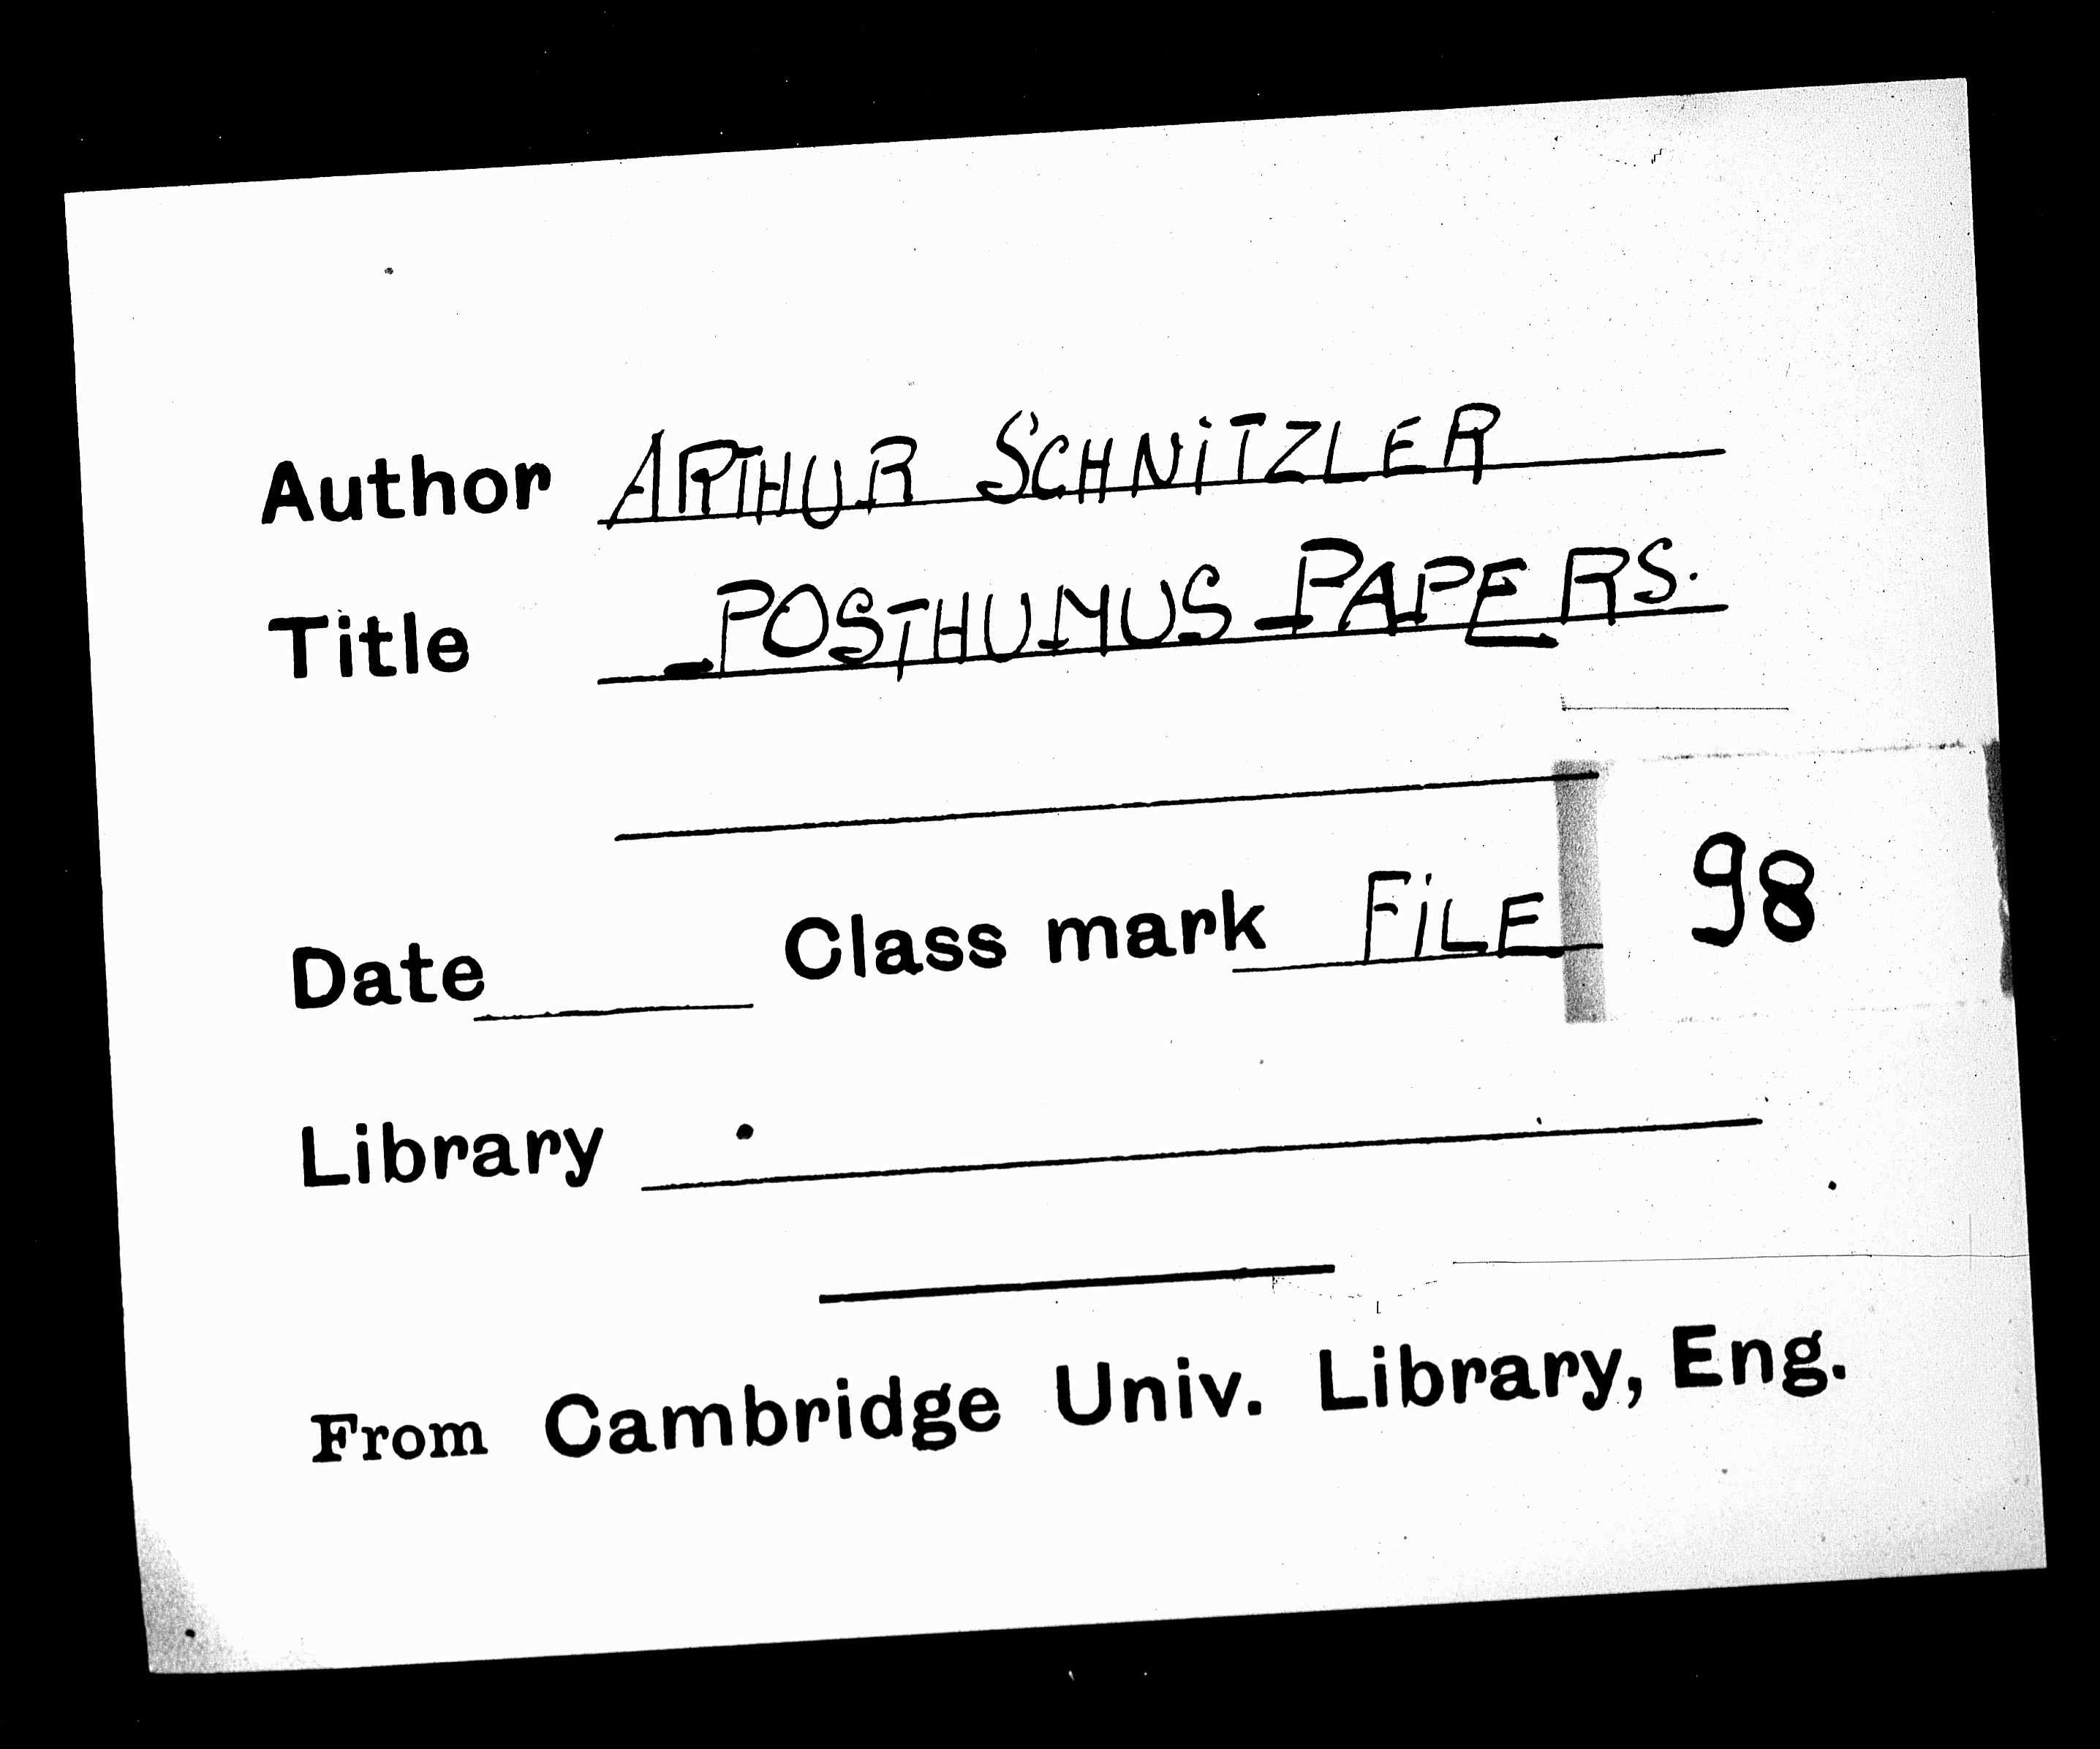 Author ARTHUR SCHNITZLER
Title POSTHUMUS PAPERS.
Date Class mark FiLE 98
Library
From Cambridge Univ. Library, Eng.